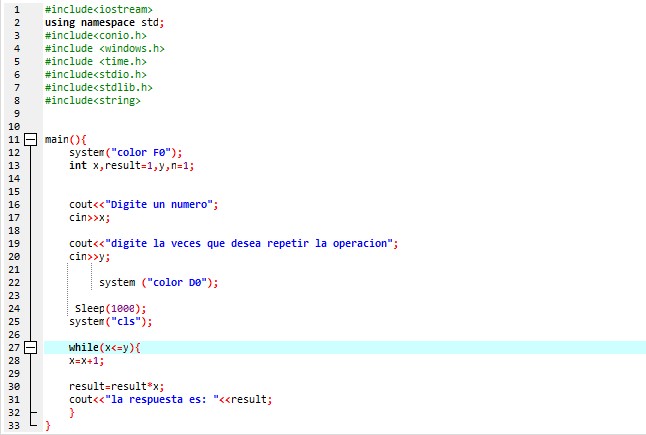 1 #include<iostream>
2 using namespace std;
3 #include<conio.h>
4 #include <windows.h>
5 #include <time.h>
6 #include<stdio.h>
7 #include<stdlib.h>
8 #include<string>
9
10
11 main(){
12 system("color F0");
13 int x,result=1,y,n=1;
14
15
16 cout<<"Digite un numero";
17 cin>>x;
18
19 cout<<"digite la veces que desea repetir la operacion";
20 cin>>y;
21
22 system ("color D0");
23
24 Sleep(1000);
25 system("cls");
26
27 while(x<=y){
28 x=x+1;
29
30 result=result*x;
31 cout<<"la respuesta es: "<<result;
32 }
33 }